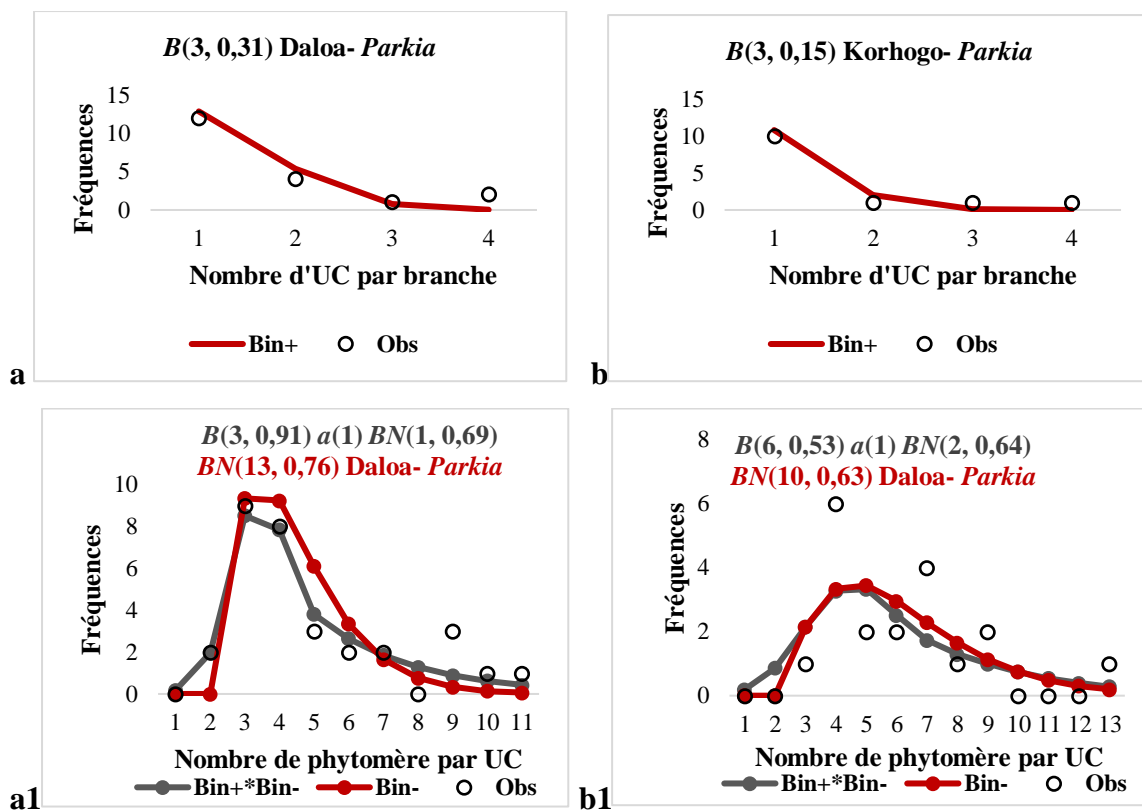 B(3, 0,31) Daloa- Parkia
Fréquences
15
10
5
0
1 2 3 4
Nombre d'UC par branche
Bin+ Obs
a
B(3, 0,15) Korhogo- Parkia
Fréquences
15
10
5
0
1 2 3 4
Nombre d'UC par branche
Bin+ Obs
b
B(3, 0,91) a(1) BN(1, 0,69)
BN(13, 0,76) Daloa- Parkia
Fréquences
10
8
6
4
2
0
1 2 3 4 5 6 7 8 9 10 11
Nombre de phytomère par UC
Bin+*Bin- Bin- Obs
a1
B(6, 0,53) a(1) BN(2, 0,64)
BN(10, 0,63) Daloa- Parkia
Fréquences
8
6
4
2
0
1 2 3 4 5 6 7 8 9 10 11 12 13
Nombre de phytomère par UC
Bin+*Bin- Bin- Obs
b1